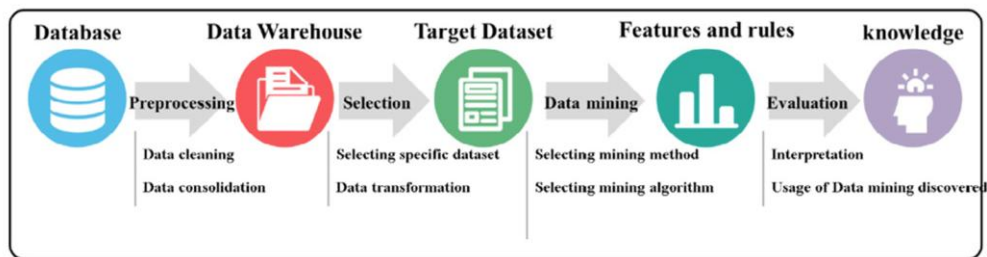 Database
Data Warehouse
Target Dataset
Features and rules
knowledge
Preprocessing
Selection
Data mining
Evaluation
Data cleaning
Data consolidation
Selecting specific dataset
Data transformation
Selecting mining method
Selecting mining algorithm
Interpretation
Usage of Data mining discovered